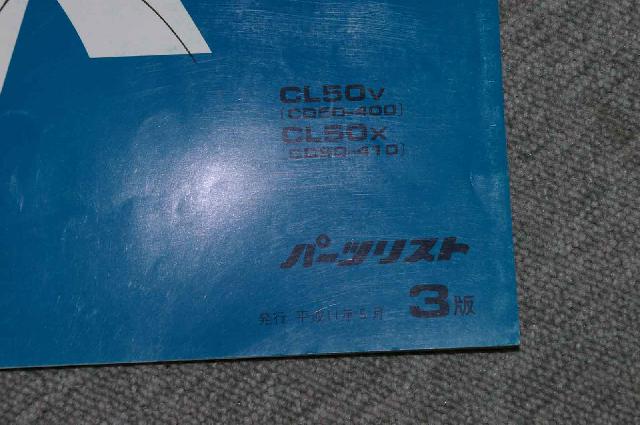 CL50V
[CD50-400]
CL50X
[CD50-410]
パーツリスト
発行 平成11年5月 3版